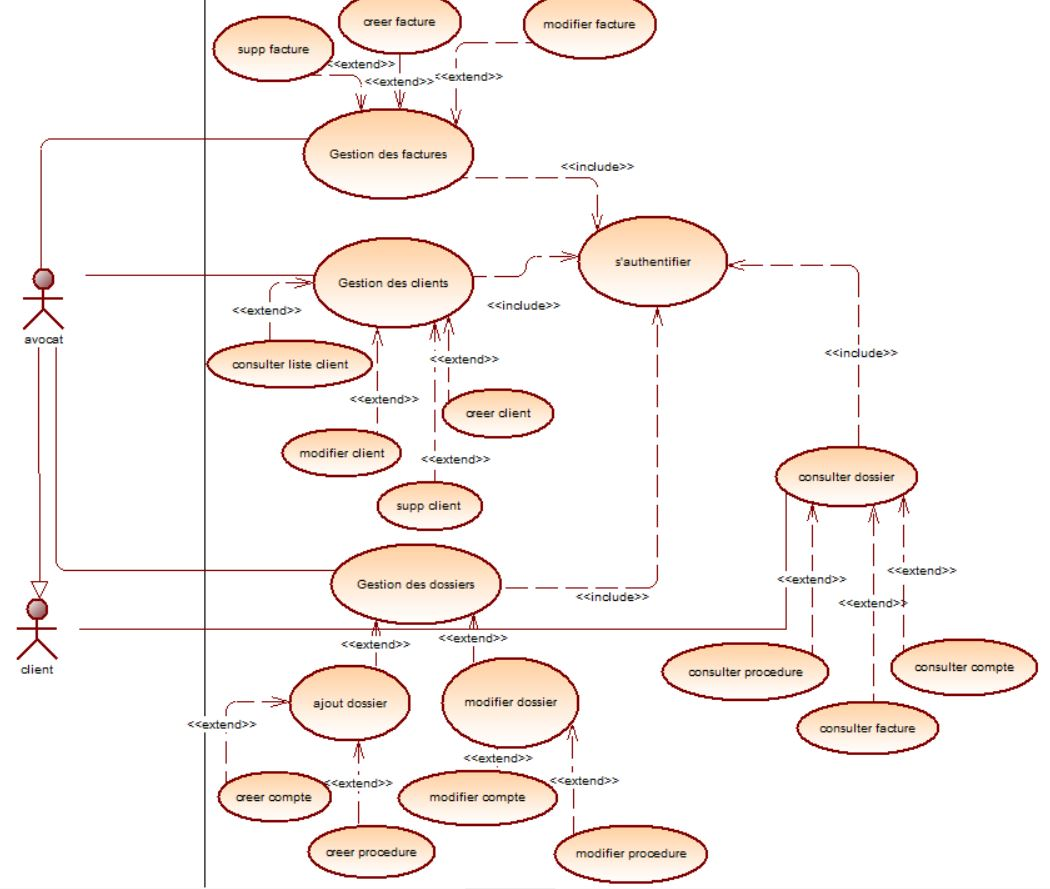 creer facture
modifier facture
supp facture
<<extend>>
<<extend>>
<<extend>>
Gestion des factures
<<include>>
s'authentifier
Gestion des clients
<<include>>
<<extend>>
avocat
<<include>>
<<extend>>
consulter liste client
<<extend>>
creer client
modifier client
<<extend>>
consulter dossier
supp client
<<extend>>
<<extend>>
Gestion des dossiers
<<include>>
<<extend>>
<<extend>>
<<extend>>
client
consulter procedure
consulter compte
ajout dossier
modifier dossier
<<extend>>
consulter facture
<<extend>>
<<extend>>
<<extend>>
creer compte
modifier compte
creer procedure
modifier procedure